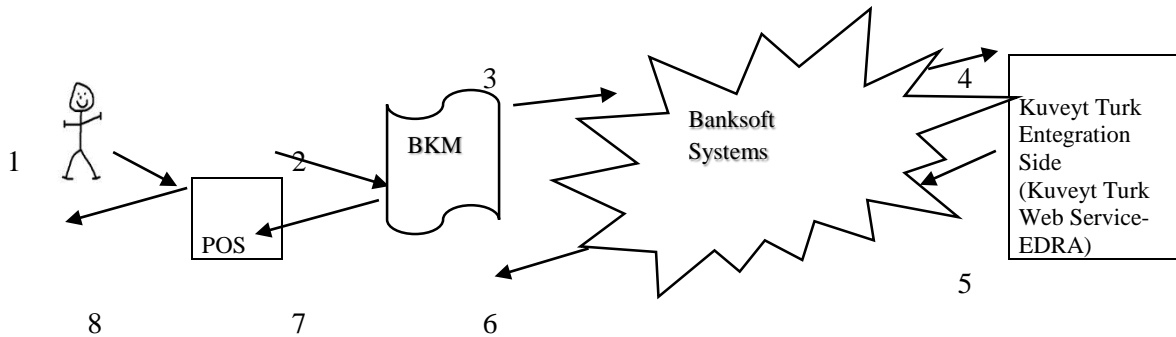 3
4
BKM
Banksoft
Systems
Kuveyt Turk
Entegration
Side
(Kuveyt Turk
Web Service-
EDRA)
1
2
POS
5
8
7
6